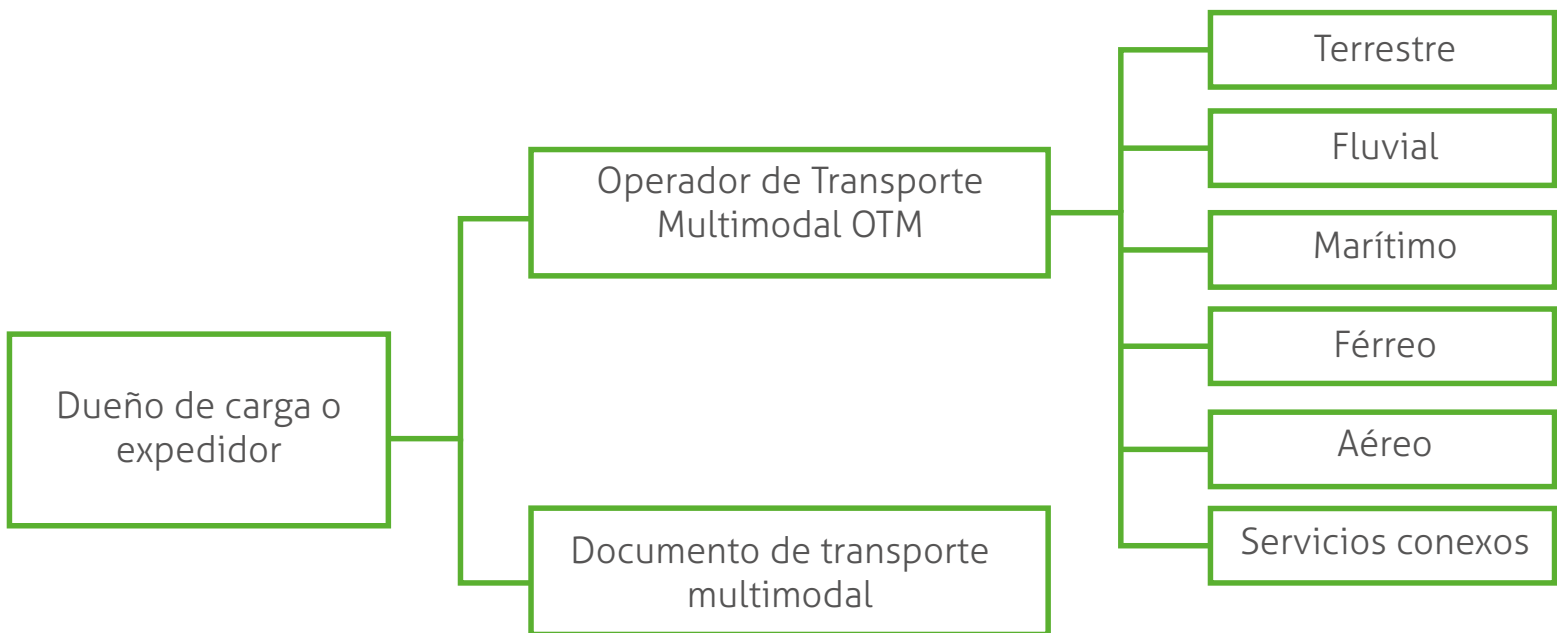 Dueño de carga o
expedidor
Operador de Transporte
Multimodal OTM
Documento de transporte
multimodal
Terrestre
Fluvial
Marítimo
Férreo
Aéreo
Servicios conexos